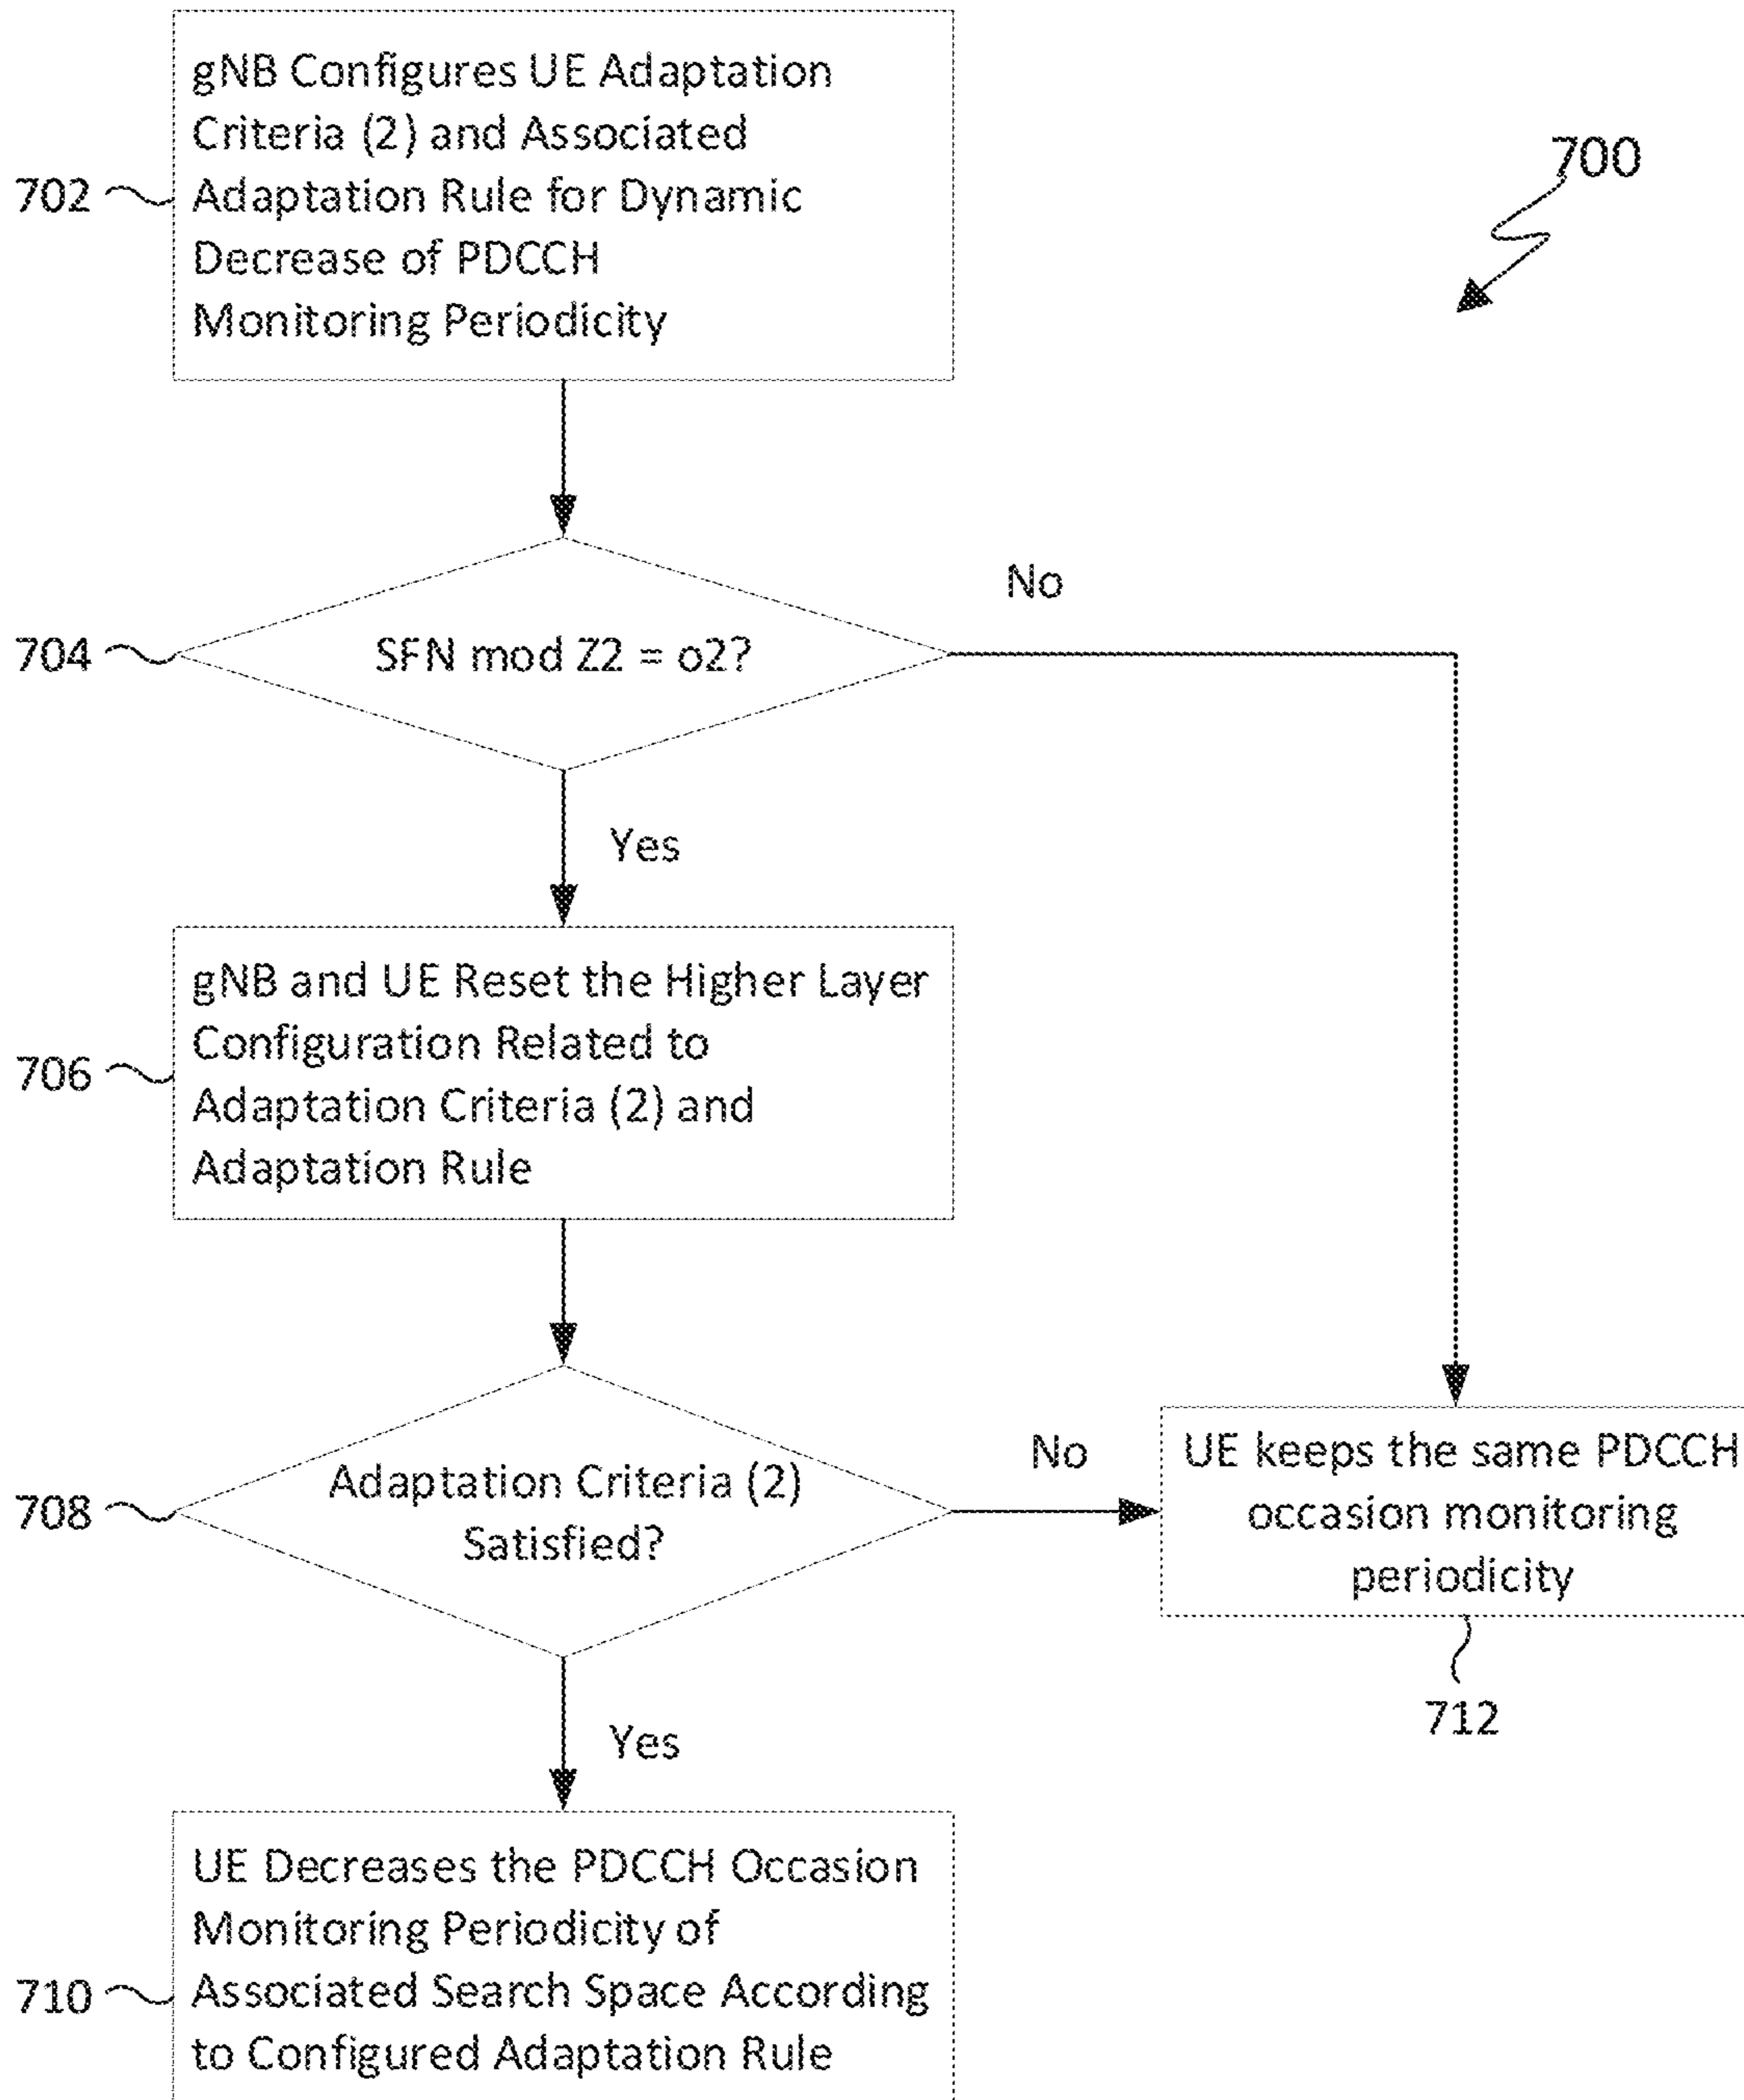 gNB Configures UE Adaptation
Criteria (2) and Associated
Adaptation Rule for Dynamic
Decrease of PDCCH
Monitoring Periodicity
702
700
704
SFN mod Z2 = o2?
No
Yes
706
gNB and UE Reset the Higher Layer
Configuration Related to
Adaptation Criteria (2) and
Adaptation Rule
708
Adaptation Criteria (2)
Satisfied?
No
UE keeps the same PDCCH
occasion monitoring
periodicity
712
Yes
710
UE Decreases the PDCCH Occasion
Monitoring Periodicity of
Associated Search Space According
to Configured Adaptation Rule